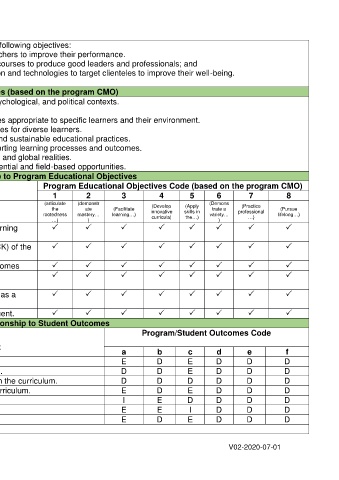 following objectives:
chers to improve their performance.
courses to produce good leaders and professionals; and
on and technologies to target clienteles to improve their well-being.
es (based on the program CMO)
ychological, and political contexts.
es appropriate to specific learners and their environment.
es for diverse learners.
nd sustainable educational practices.
rting learning processes and outcomes.
and global realities.
ential and field-based opportunities.
p to Program Educational Objectives
Program Educational Objectives Code (based on the program CMO)
1 2 3 4 5 6 7 8
(articulate the rootedness ...) (demonstrate mastery... ) (Facilitate learning...) (Develop innovative curricula) (Apply skills in the...) (Demonstrate a variety... ) (Practice professional ...) (Pursue lifelong...)
rning ✓ ✓ ✓ ✓ ✓ ✓ ✓ ✓
CK) of the ✓ ✓ ✓ ✓ ✓ ✓ ✓ ✓
omes ✓ ✓ ✓ ✓ ✓ ✓ ✓ ✓
✓ ✓ ✓ ✓ ✓ ✓ ✓ ✓
as a ✓ ✓ ✓ ✓ ✓ ✓ ✓ ✓
ent. ✓ ✓ ✓ ✓ ✓ ✓ ✓ ✓
onship to Student Outcomes
Program/Student Outcomes Code
a b c d e f
E D E D D D
. D D E D D D
n the curriculum. D D D D D D
rriculum. E D E D D D
I E D D D D
E E I D D D
E D E D D D
V02-2020-07-01